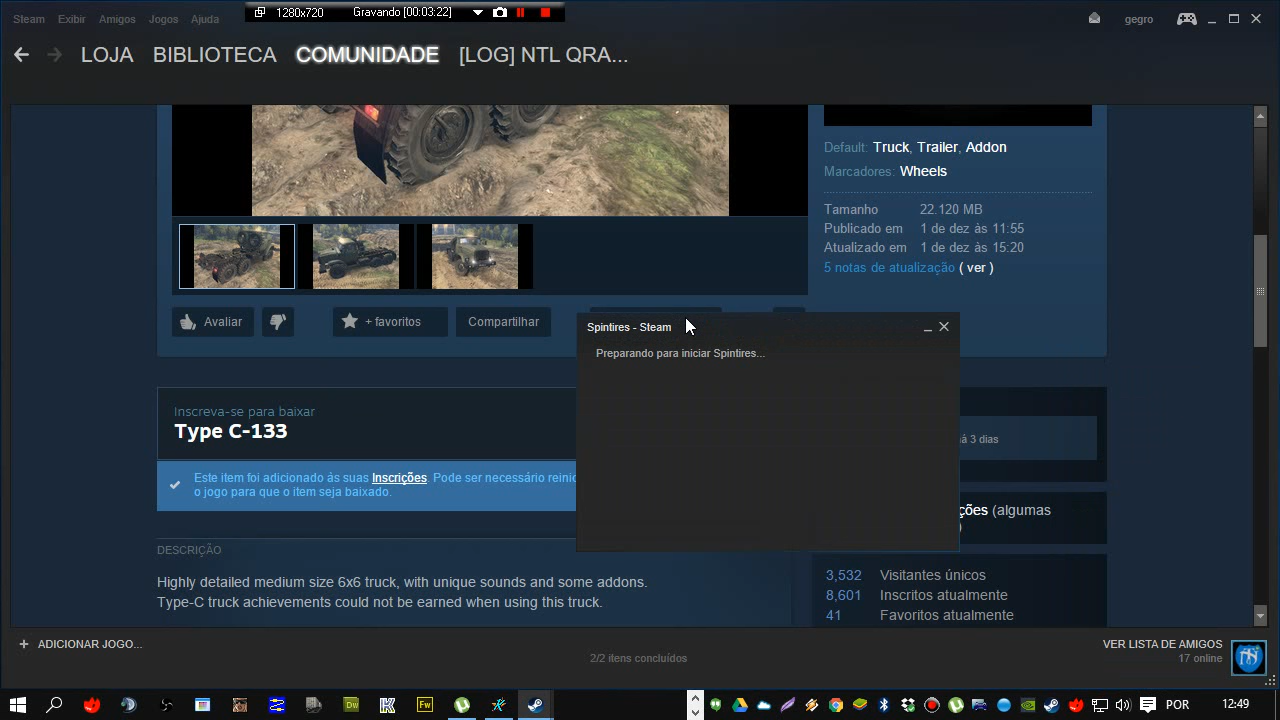 Steam Exibir Amigos Jogos Ajuda
1280x720 Gravando [00:03:22]
gegro
LOJA BIBLIOTECA COMUNIDADE [LOG] NTL QRA...
Default: Truck, Trailer, Addon
Marcadores: Wheels
Tamanho 22.120 MB
Publicado em 1 de dez às 11:55
Atualizado em 1 de dez às 15:20
5 notas de atualização ( ver )
Avaliar
+ favoritos
Compartilhar
Spintires - Steam
Preparando para iniciar Spintires...
Inscreva-se para baixar
Type C-133
há 3 dias
Este item foi adicionado às suas Inscrições. Pode ser necessário reinic
o jogo para que o item seja baixado.
ções (algumas
)
DESCRIÇÃO
Highly detailed medium size 6x6 truck, with unique sounds and some addons.
Type-C truck achievements could not be earned when using this truck.
3,532 Visitantes únicos
8,601 Inscritos atualmente
41 Favoritos atualmente
+ ADICIONAR JOGO...
2/2 itens concluídos
VER LISTA DE AMIGOS
17 online
Dw
Fw
POR
12:49